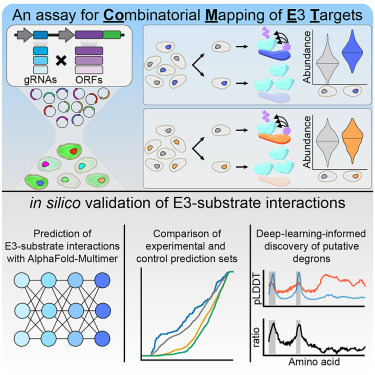 An assay for Combinatorial Mapping of E3 Targets
gRNAs
ORFs
Abundance
Abundance
in silico validation of E3-substrate interactions
Prediction of
E3-substrate interactions
with AlphaFold-Multimer
Comparison of
experimental and
control prediction sets
Deep-learning-informed
discovery of putative
degrons
pLDDT
ratio
Amino acid